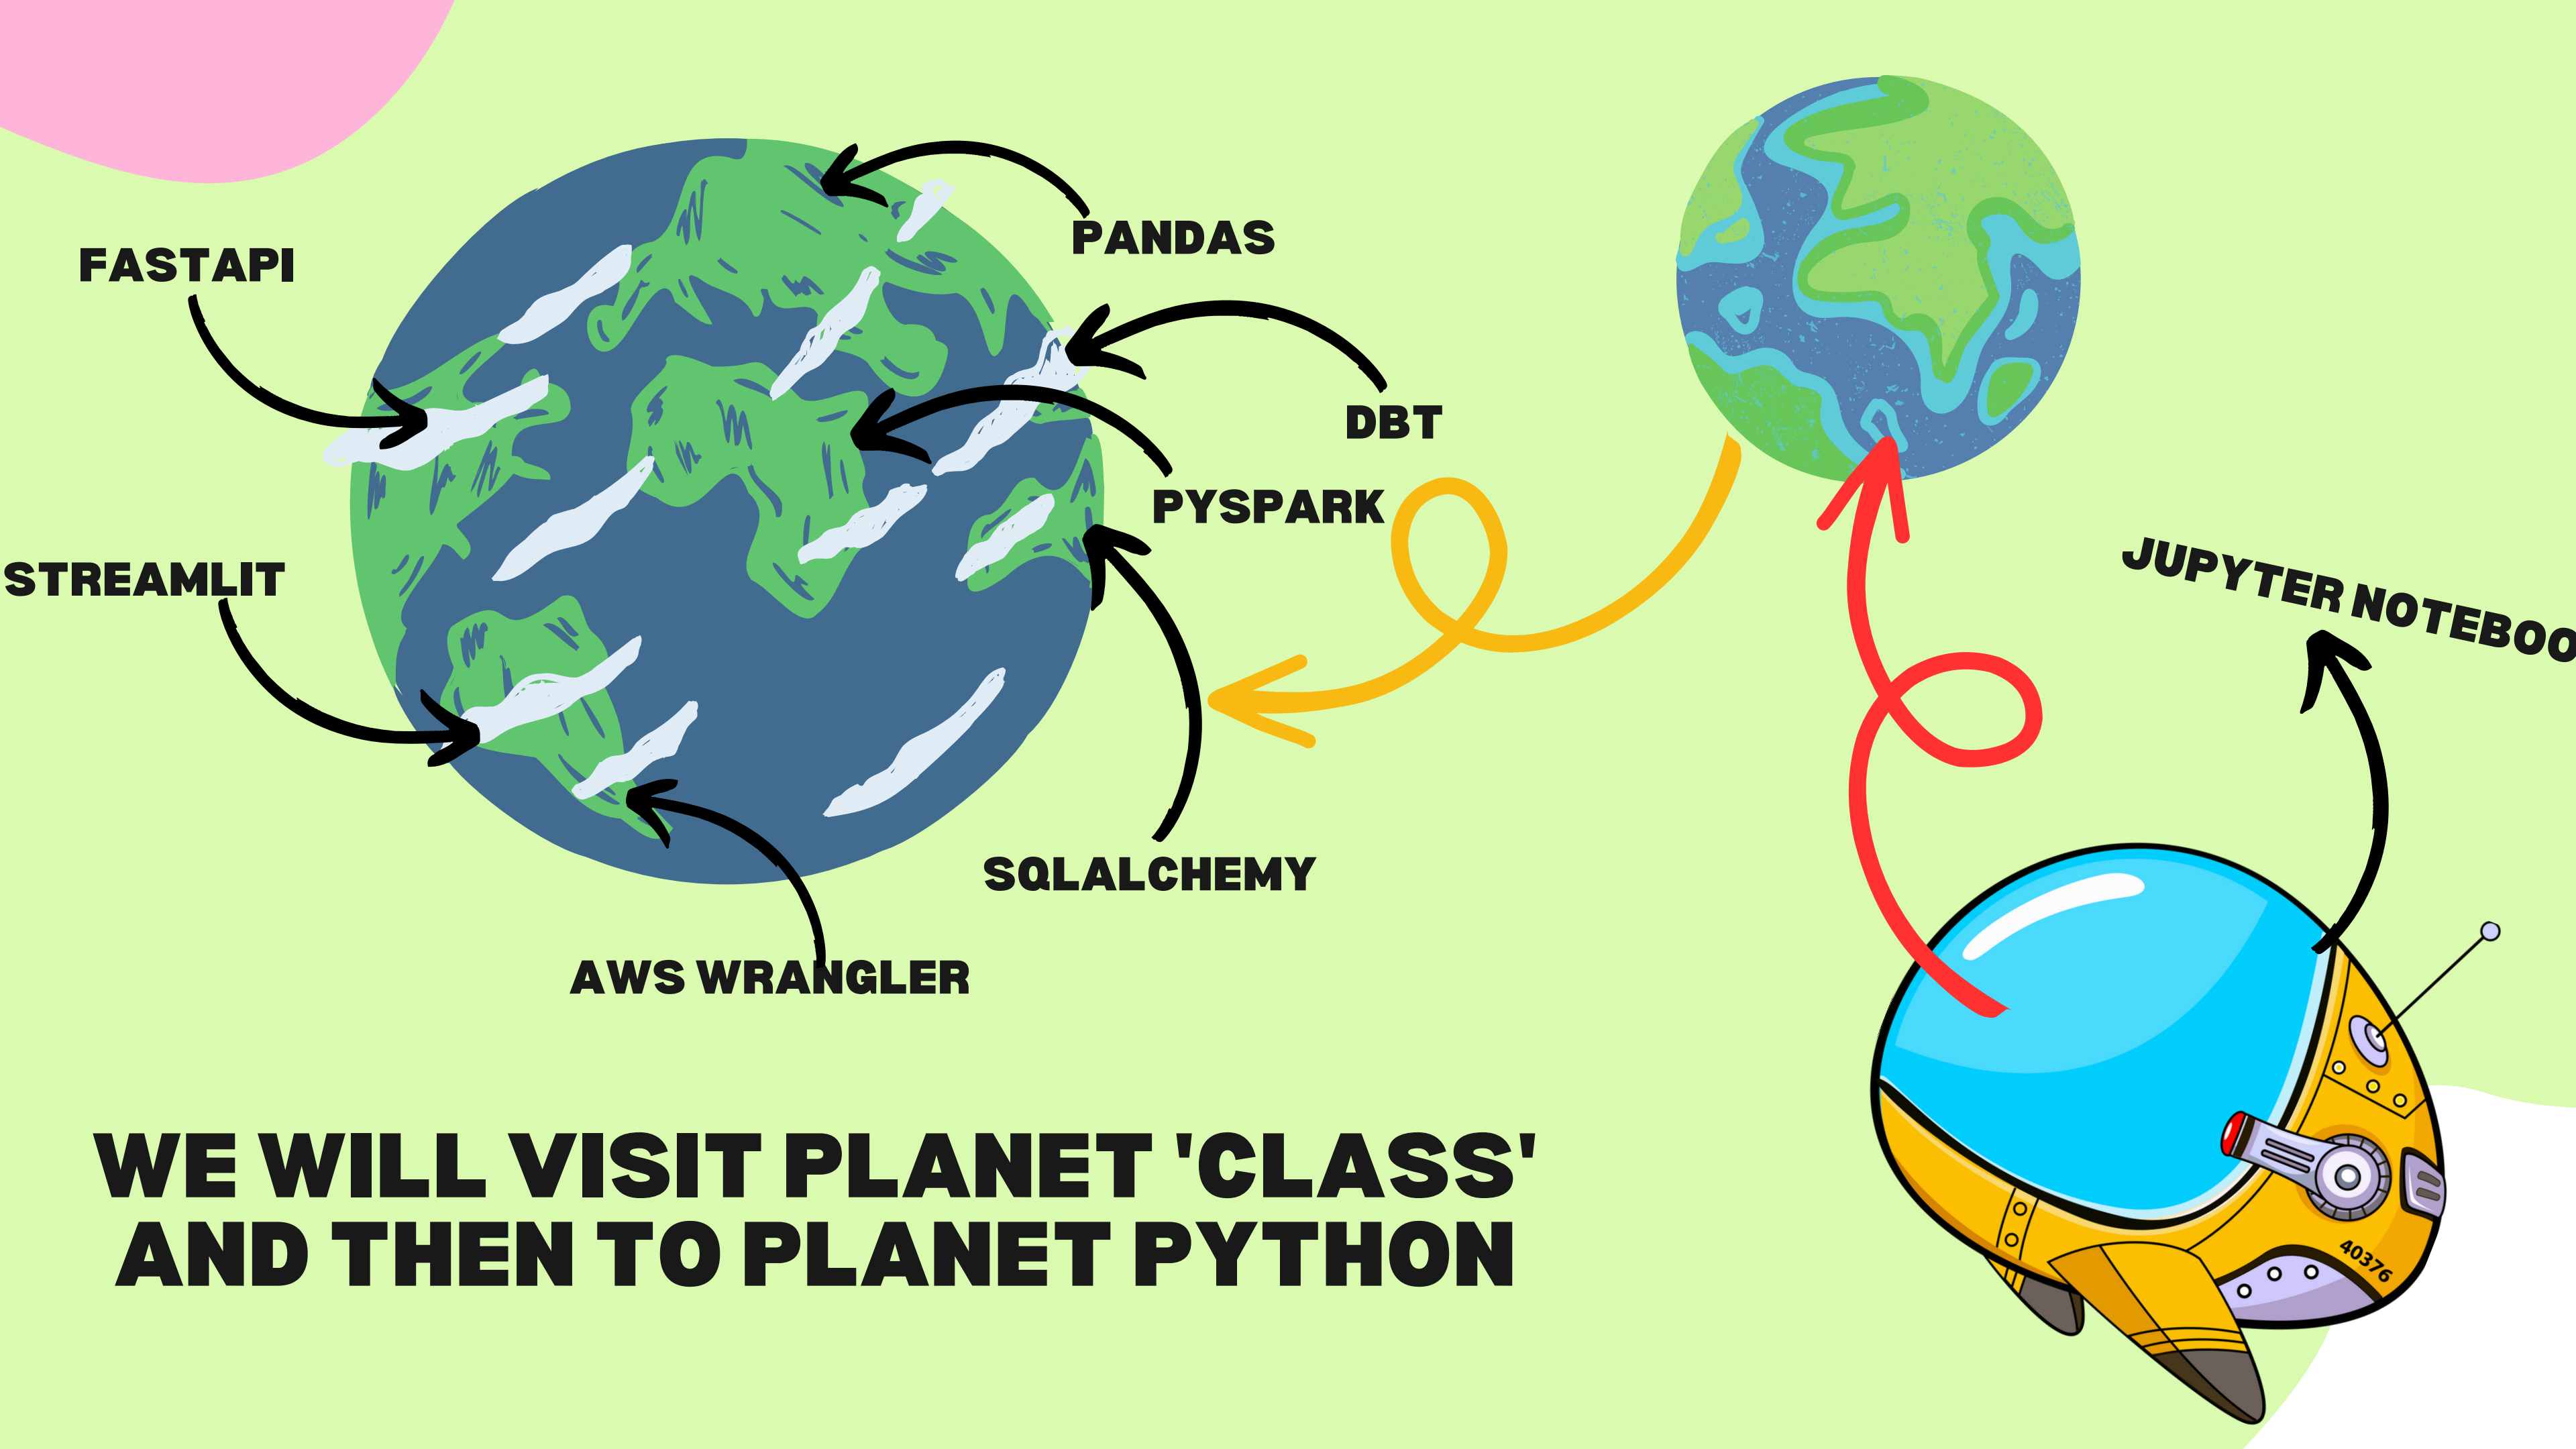 PANDAS
FASTAPI
DBT
PYSPARK
STREAMLIT
JUPYTER NOTEBOO
SQLALCHEMY
AWS WRANGLER
WE WILL VISIT PLANET 'CLASS'
AND THEN TO PLANET PYTHON
40376